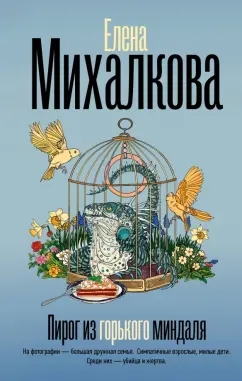 Елена
Михалкова
Пирог из горького миндаля
На фотографии — большая дружная семья. Симпатичные взрослые, милые дети.
Среди них — убийца и жертва.